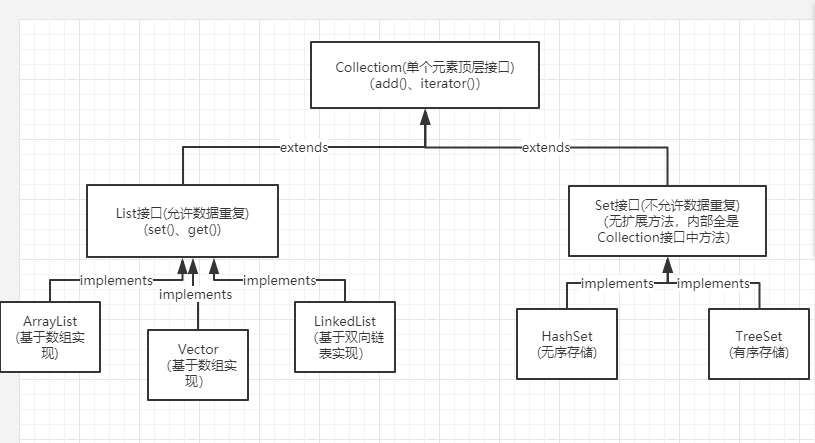 Collectiom(单个元素顶层接口)
(add()、iterator())
extends
extends
List接口(允许数据重复)
(set()、get())
Set接口(不允许数据重复)
(无扩展方法，内部全是
Collection接口中方法)
implements
implements
implements
implements
implements
ArrayList
(基于数组实
现)
Vector
(基于数组实
现)
LinkedList
(基于双向链
表实现)
HashSet
(无序存储)
TreeSet
(有序存储)